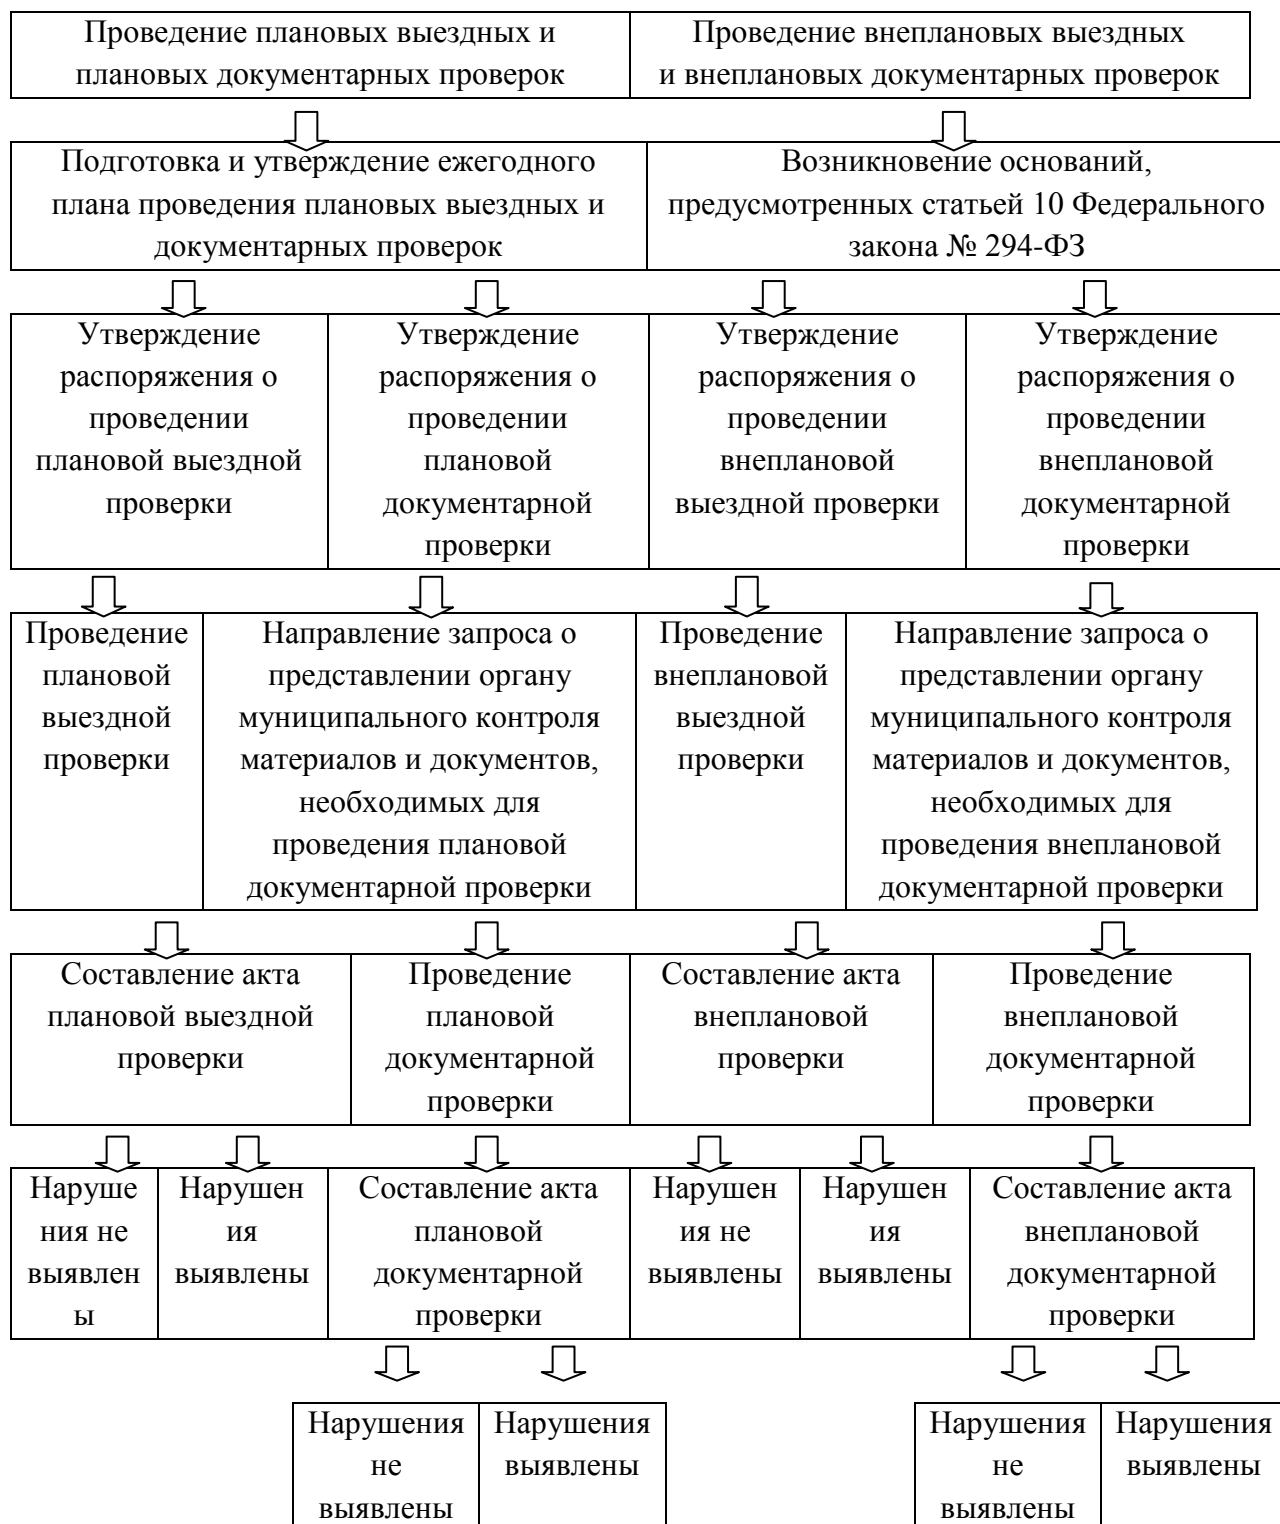 Проведение плановых выездных и
плановых документарных проверок
Проведение внеплановых выездных
и внеплановых документарных проверок
Подготовка и утверждение ежегодного
плана проведения плановых выездных и
документарных проверок
Возникновение оснований,
предусмотренных статьей 10 Федерального
закона № 294-ФЗ
Утверждение
распоряжения о
проведении
плановой выездной
проверки
Утверждение
распоряжения о
проведении
плановой
документарной
проверки
Утверждение
распоряжения о
проведении
внеплановой
выездной проверки
Утверждение
распоряжения о
проведении
внеплановой
документарной
проверки
Проведение
плановой
выездной
проверки
Направление запроса о
представлении органу
муниципального контроля
материалов и документов,
необходимых для
проведения плановой
документарной проверки
Проведение
внеплановой
выездной
проверки
Направление запроса о
представлении органу
муниципального контроля
материалов и документов,
необходимых для
проведения внеплановой
документарной проверки
Составление акта
плановой выездной
проверки
Проведение
плановой
документарной
проверки
Составление акта
внеплановой
проверки
Проведение
внеплановой
документарной
проверки
Наруше
ния не
выявлен
ы
Нарушен
ия
выявлены
Составление акта
плановой
документарной
проверки
Нарушен
ия не
выявлены
Нарушен
ия
выявлены
Составление акта
внеплановой
документарной
проверки
Нарушения
не
выявлены
Нарушения
выявлены
Нарушения
не
выявлены
Нарушения
выявлены